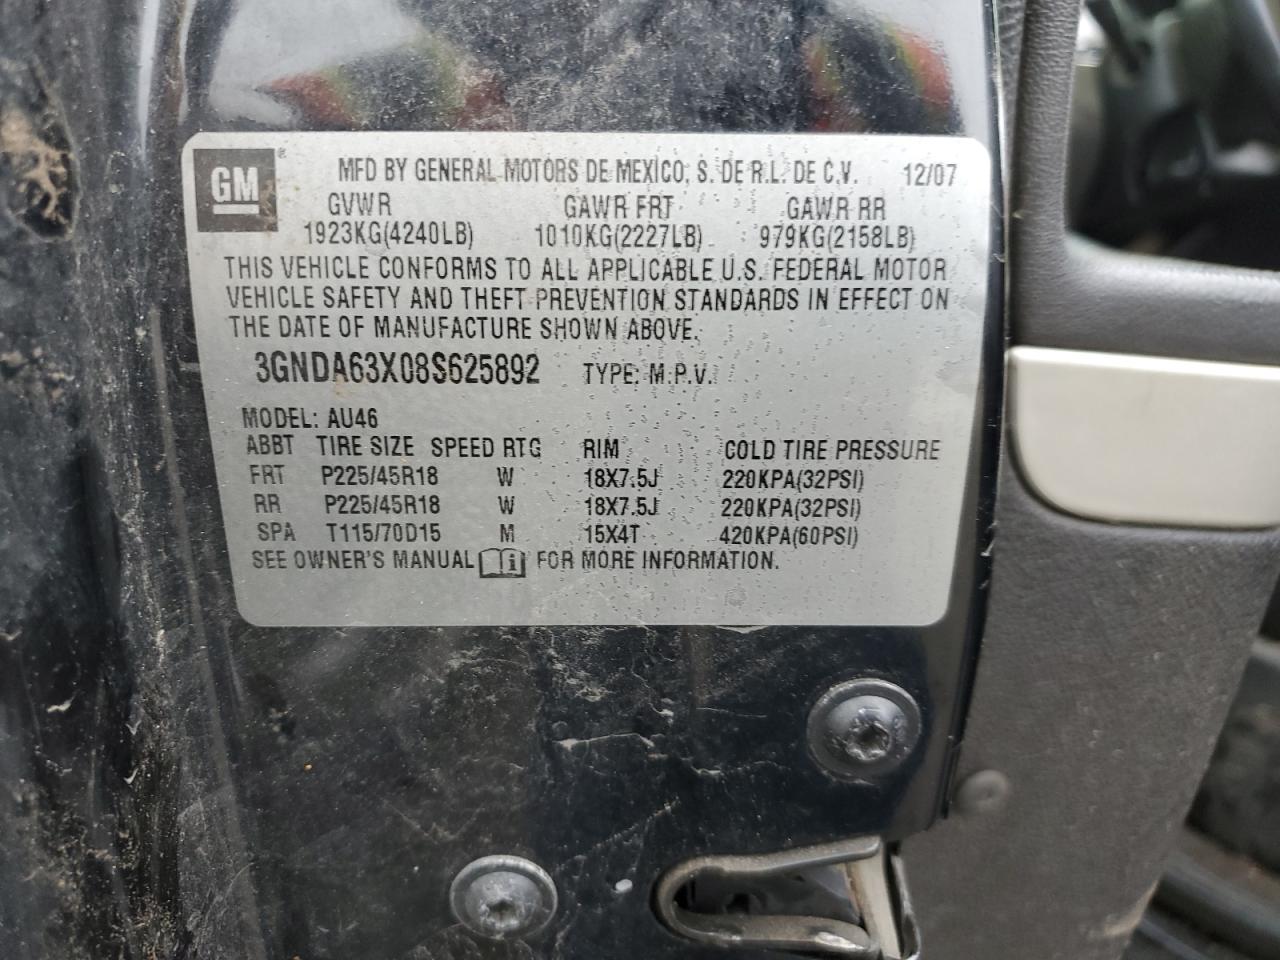 GM® MFD BY GENERAL MOTORS DE MEXICO, S. DE R.L. DE C.V. 12/07
GVWR GAWR FRT GAWR RR
1923KG(4240LB) 1010KG(2227LB) 979KG(2158LB)
THIS VEHICLE CONFORMS TO ALL APPLICABLE U.S. FEDERAL MOTOR
VEHICLE SAFETY AND THEFT PREVENTION STANDARDS IN EFFECT ON
THE DATE OF MANUFACTURE SHOWN ABOVE.
3GNDA63X08S625892 TYPE: M.P.V.
MODEL: AU46
ABBT TIRE SIZE SPEED RTG RIM COLD TIRE PRESSURE
FRT P225/45R18 W 18X7.5J 220KPA(32PSI)
RR P225/45R18 W 18X7.5J 220KPA(32PSI)
SPA T115/70D15 M 15X4T 420KPA(60PSI)
SEE OWNER'S MANUAL FOR MORE INFORMATION.